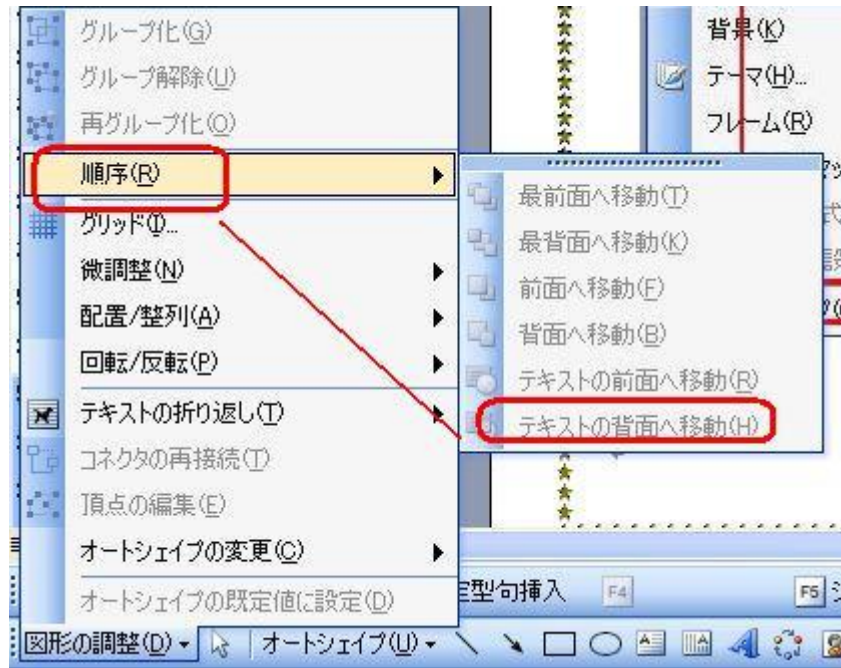 グループ化(G)
グループ解除(U)
再グループ化(O)
順序(R)
グリッド(I)...
微調整(N)
配置/整列(A)
回転/反転(P)
テキストの折り返し(T)
コネクタの再接続(T)
頂点の編集(E)
オートシェイプの変更(C)
オートシェイプの既定値に設定(D)
最前面へ移動(T)
最背面へ移動(K)
前面へ移動(F)
背面へ移動(B)
テキストの前面へ移動(R)
テキストの背面へ移動(H)
背景(K)
テーマ(H)...
フレーム(R)
型句挿入 F4 F5
図形の調整(D) オートシェイプ(U)